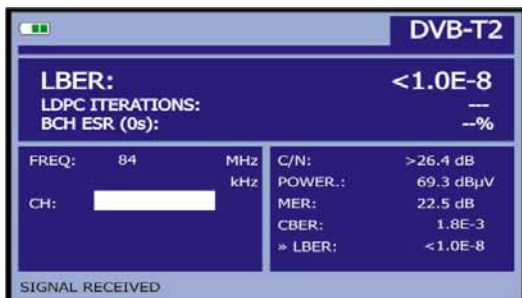 DVB-T2
LBER: <1.0E-8
LDPC ITERATIONS: ---
BCH ESR (0s): --%
FREQ: 84 MHz
kHz
CH:
C/N: >26.4 dB
POWER.: 69.3 dBµV
MER: 22.5 dB
CBER: 1.8E-3
» LBER: <1.0E-8
SIGNAL RECEIVED